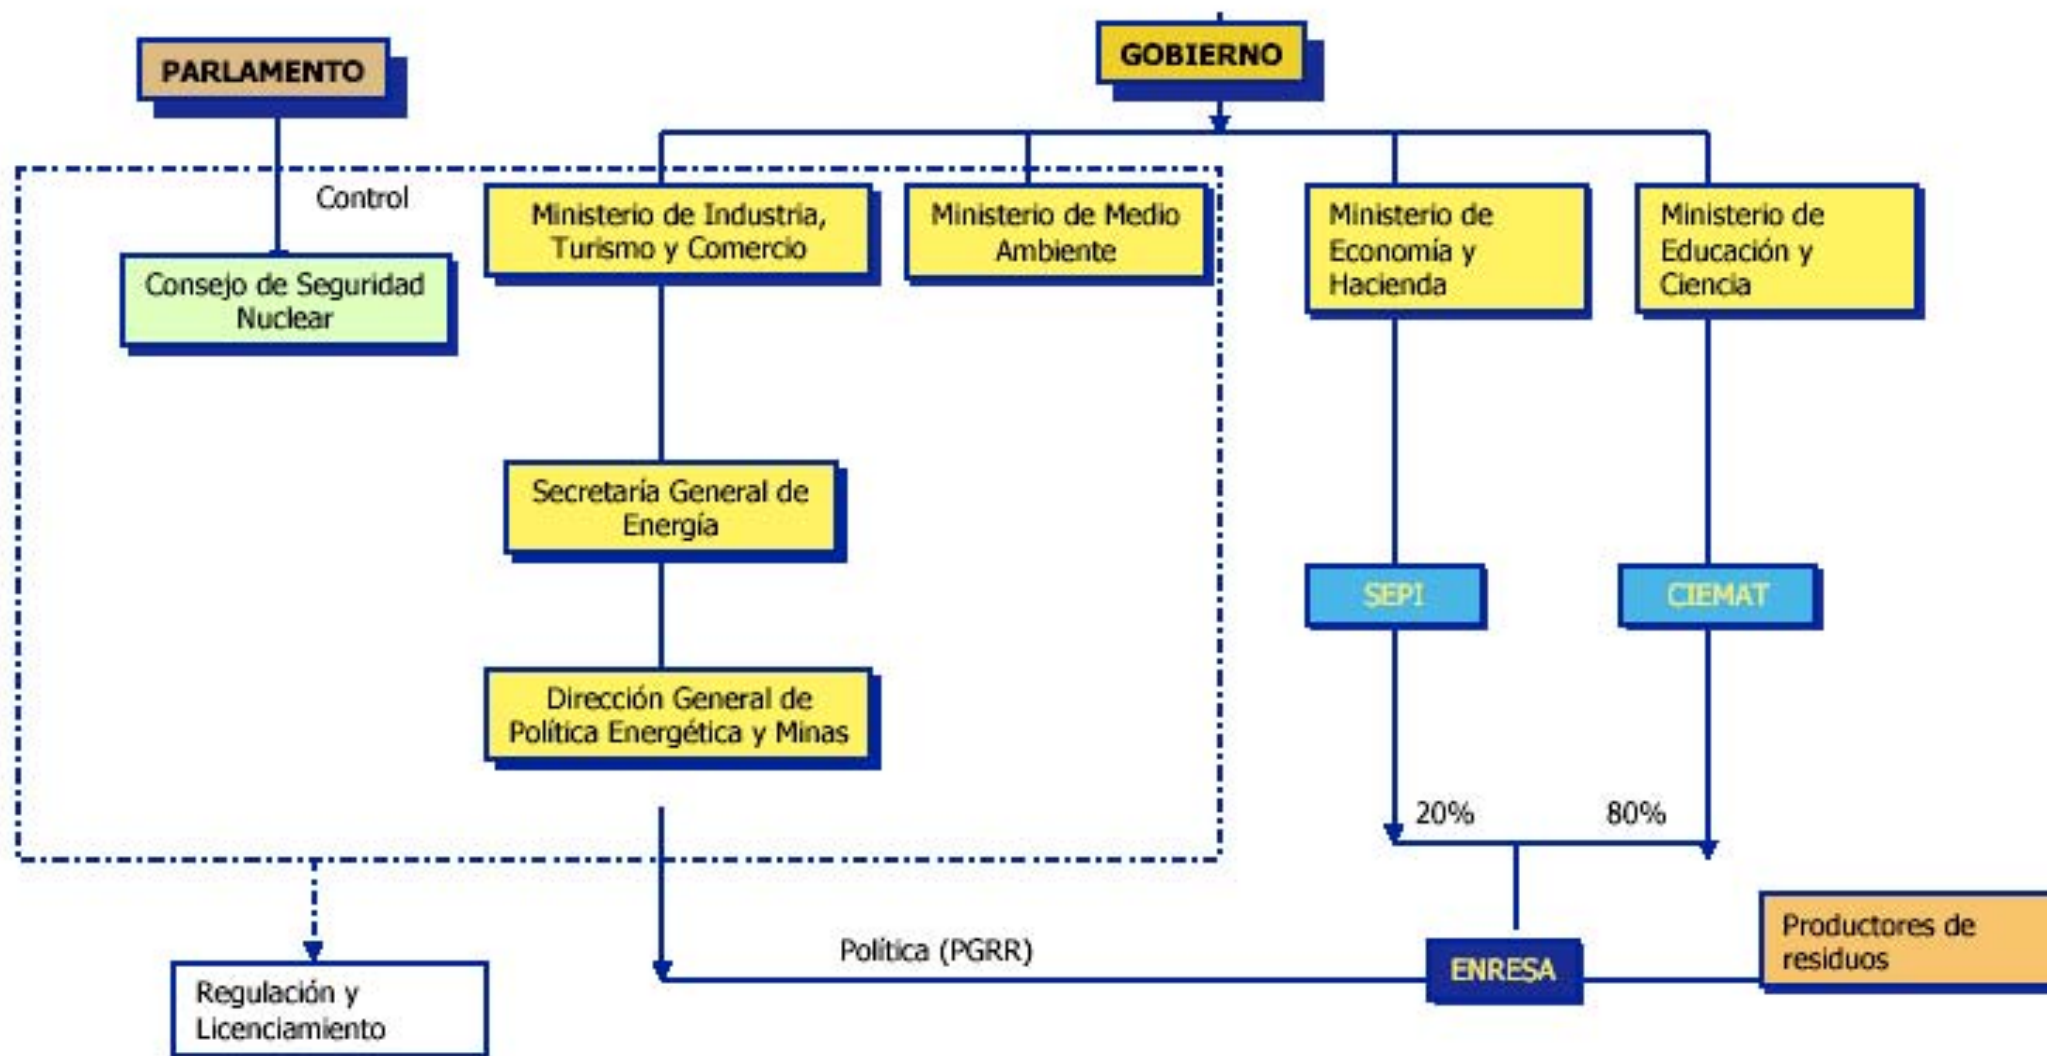 PARLAMENTO
GOBIERNO
Control
Consejo de Seguridad
Nuclear
Ministerio de Industria,
Turismo y Comercio
Ministerio de Medio
Ambiente
Ministerio de
Economía y
Hacienda
Ministerio de
Educación y
Ciencia
Secretaría General de
Energía
SEPI
CIEMAT
Dirección General de
Política Energética y Minas
20%
80%
Productores de
residuos
Política (PGRR)
ENRESA
Regulación y
Licenciamiento